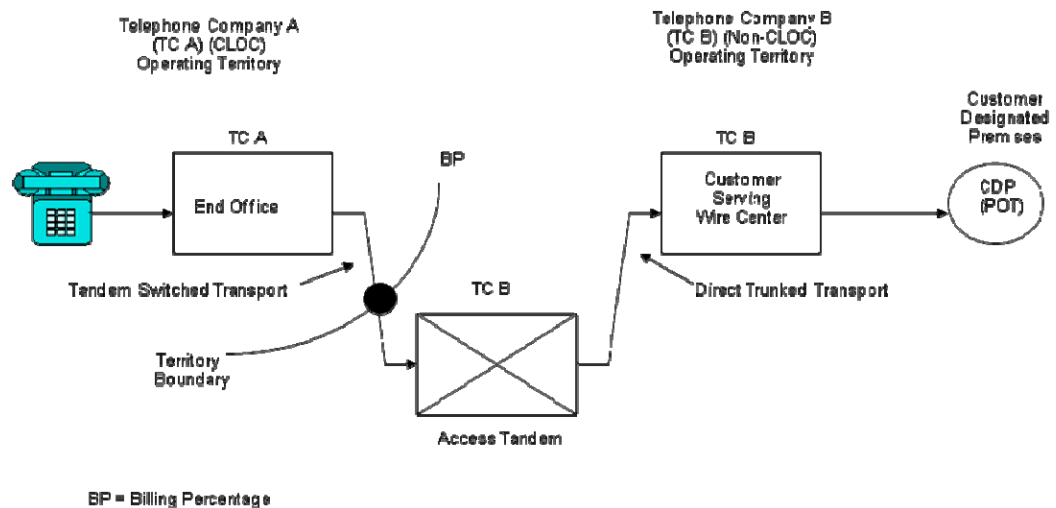 Telephone Company A
(TC A) (CLOC)
Operating Territory
Telephone Company B
(TC B) (Non-CLOC)
Operating Territory
Customer
Designated
Premises
TC A
BP
TC B
End Office
Customer
Serving
Wire Center
CDP
(POT)
Tandem Switched Transport
TC B
Direct Trunked Transport
Territory
Boundary
Access Tandem
BP = Billing Percentage